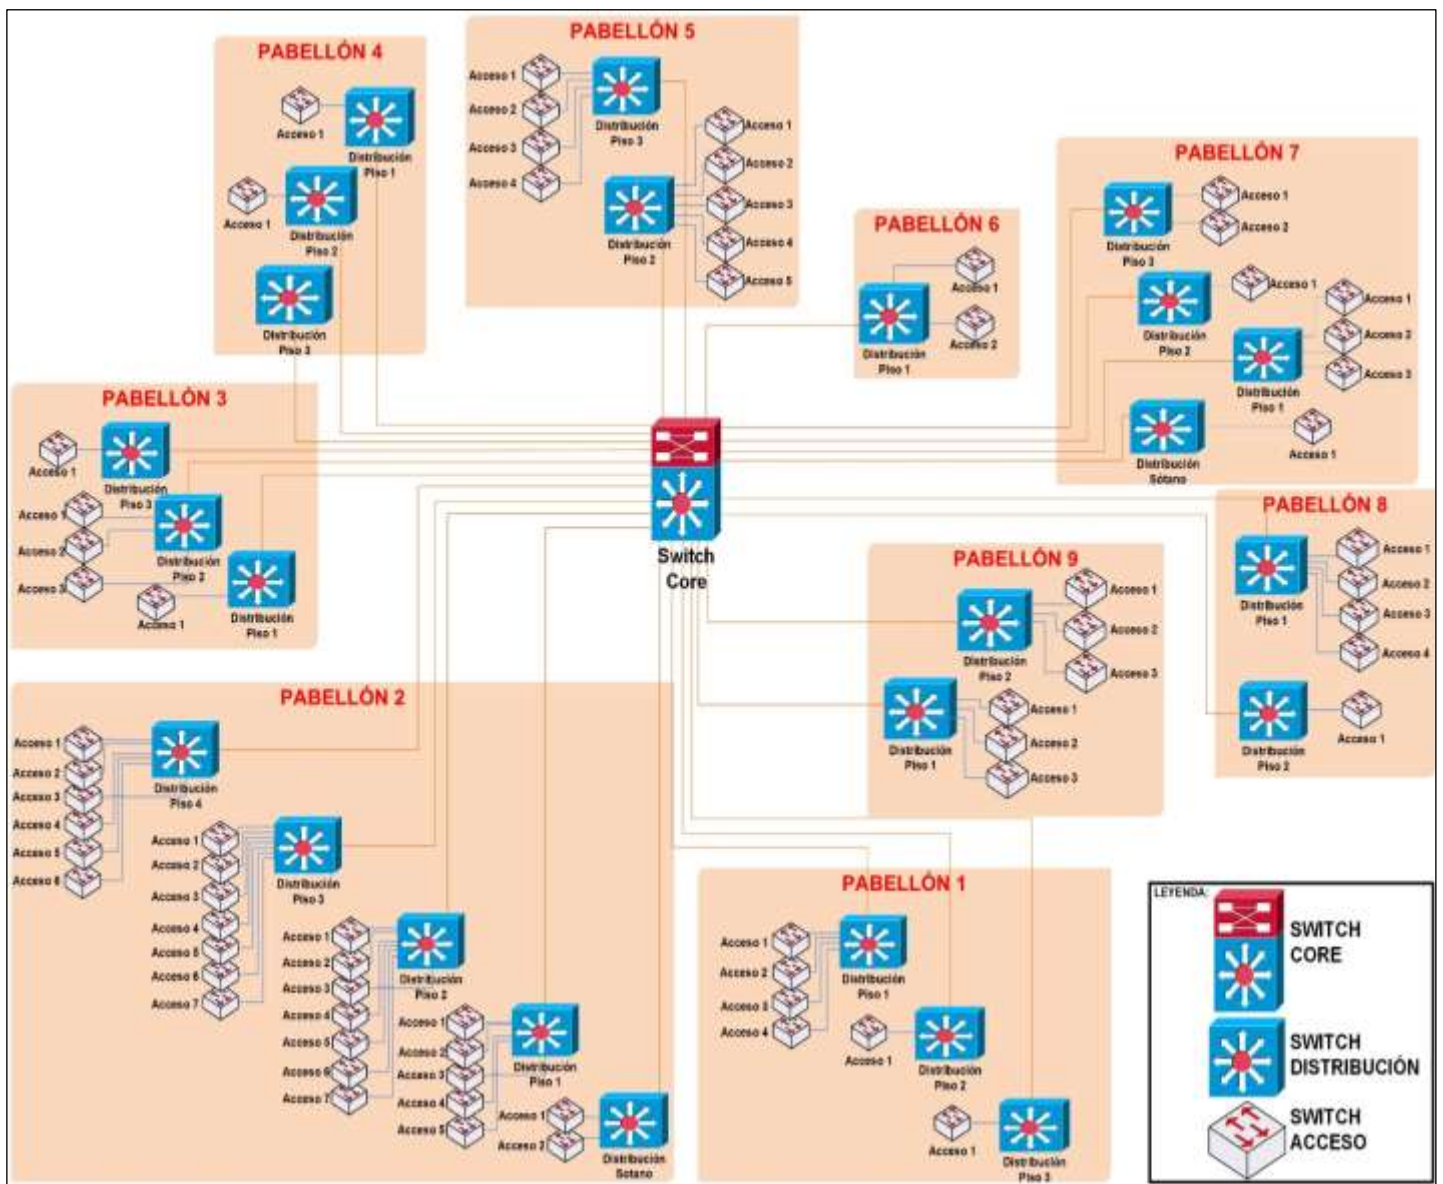 PABELLÓN 4
Acceso 1
Distribución
Piso 1
Acceso 1
Distribución
Piso 2
Distribución
Piso 3
PABELLÓN 5
Acceso 1
Acceso 2
Acceso 3
Acceso 4
Distribución
Piso 3
Acceso 1
Acceso 2
Acceso 3
Acceso 4
Acceso 5
Distribución
Piso 2
PABELLÓN 6
Acceso 1
Acceso 2
Distribución
Piso 1
PABELLÓN 7
Acceso 1
Acceso 2
Distribución
Piso 3
Acceso 1
Distribución
Piso 2
Acceso 1
Acceso 2
Acceso 3
Distribución
Piso 1
Acceso 1
Distribución
Sótano
PABELLÓN 3
Acceso 1
Distribución
Piso 3
Acceso 1
Acceso 2
Acceso 3
Distribución
Piso 2
Acceso 1
Distribución
Piso 1
Switch
Core
PABELLÓN 8
Acceso 1
Acceso 2
Acceso 3
Acceso 4
Distribución
Piso 1
Acceso 1
Distribución
Piso 2
PABELLÓN 9
Acceso 1
Acceso 2
Acceso 3
Distribución
Piso 2
Acceso 1
Acceso 2
Acceso 3
Distribución
Piso 1
PABELLÓN 2
Acceso 1
Acceso 2
Acceso 3
Acceso 4
Acceso 5
Acceso 6
Distribución
Piso 4
Acceso 1
Acceso 2
Acceso 3
Acceso 4
Acceso 5
Acceso 6
Acceso 7
Distribución
Piso 3
Acceso 1
Acceso 2
Acceso 3
Acceso 4
Acceso 5
Acceso 6
Acceso 7
Distribución
Piso 2
Acceso 1
Acceso 2
Acceso 3
Acceso 4
Acceso 5
Distribución
Piso 1
Acceso 1
Acceso 2
Distribución
Sotano
PABELLÓN 1
Acceso 1
Acceso 2
Acceso 3
Acceso 4
Distribución
Piso 1
Acceso 1
Distribución
Piso 2
Acceso 1
Distribución
Piso 3
LEYENDA:
SWITCH
CORE
SWITCH
DISTRIBUCIÓN
SWITCH
ACCESO